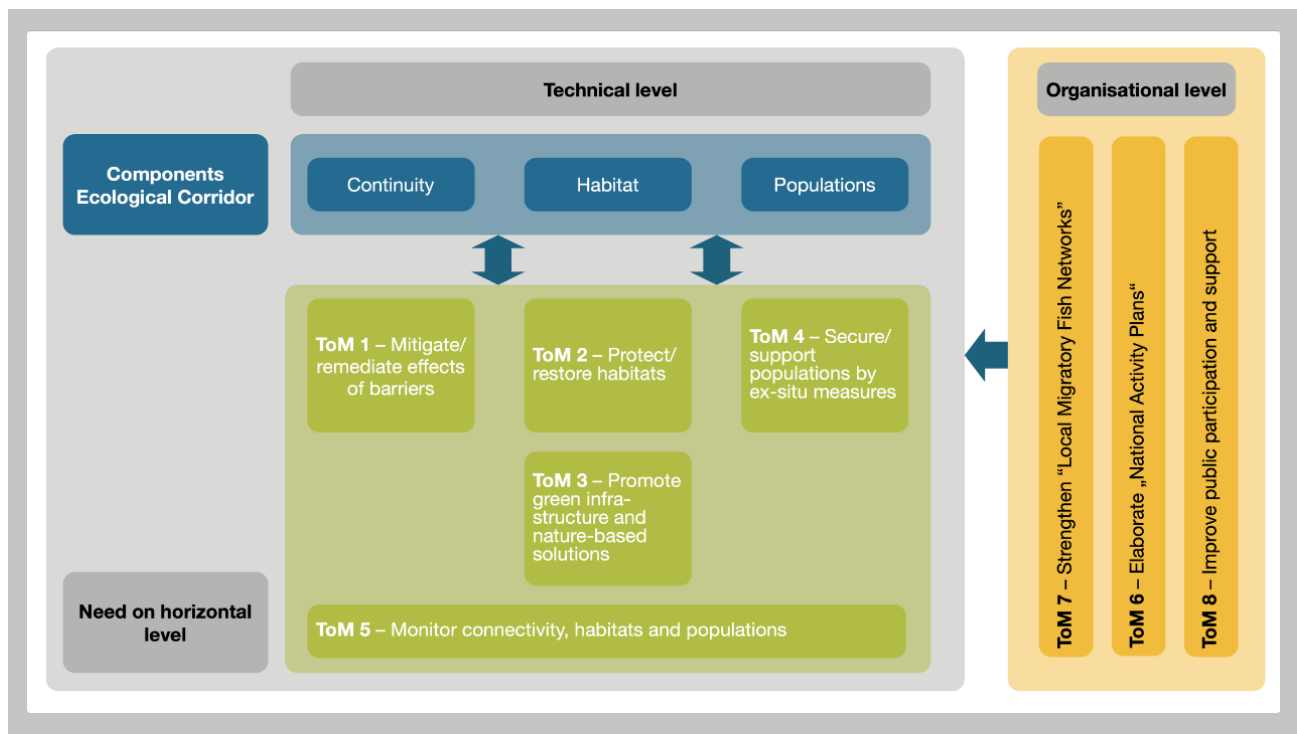 Technical level
Organisational level
Components
Ecological Corridor
Continuity
Habitat
Populations
ToM 1 – Mitigate/
remediate effects
of barriers
ToM 2 – Protect/
restore habitats
ToM 4 – Secure/
support
populations by
ex-situ measures
ToM 3 – Promote
green infra-
structure and
nature-based
solutions
Need on horizontal
level
ToM 5 – Monitor connectivity, habitats and populations
ToM 7 – Strengthen “Local Migratory Fish Networks”
ToM 6 – Elaborate „National Activity Plans“
ToM 8 – Improve public participation and support